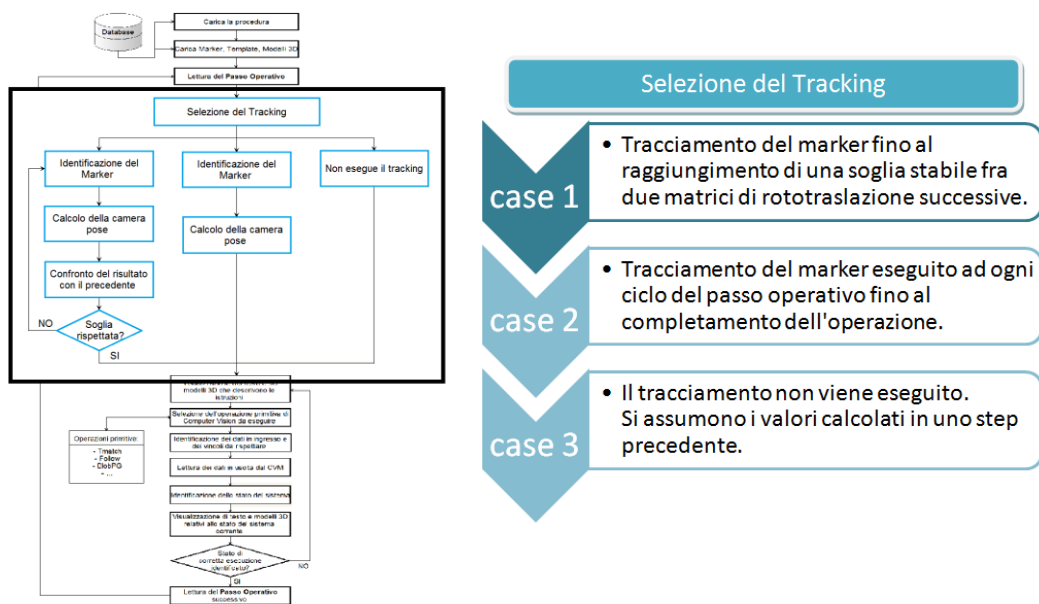 Database
Carica la procedura
Carica Marker, Template, Modelli 3D
Lettura del Passo Operativo
Selezione del Tracking
Identificazione del
Marker
Calcolo della camera
pose
Confronto del risultato
con il precedente
Soglia
rispettata?
NO
SI
Identificazione del
Marker
Calcolo della camera
pose
Non esegue il tracking
modelli 3D che descrivono le
istruzioni
Selezione dell'operazione primitive di
Computer Vision da eseguire
Operazioni primitive:
- Tmatch
- Follow
- BlobPG
- ...
Identificazione dei dati in ingresso e
dei vincoli da rispettare
Lettura dei dati in uscita dal CVM
Identificazione dello stato del sistema
Visualizzazione di testo e modelli 3D
relativi allo stato del sistema
corrente
Stato di
corretta esecuzione
identificato?
NO
SI
Lettura del Passo Operativo
successivo
Selezione del Tracking
case 1
• Tracciamento del marker fino al
raggiungimento di una soglia stabile fra
due matrici di rototraslazione successive.
case 2
• Tracciamento del marker eseguito ad ogni
ciclo del passo operativo fino al
completamento dell'operazione.
case 3
• Il tracciamento non viene eseguito.
Si assumono i valori calcolati in uno step
precedente.